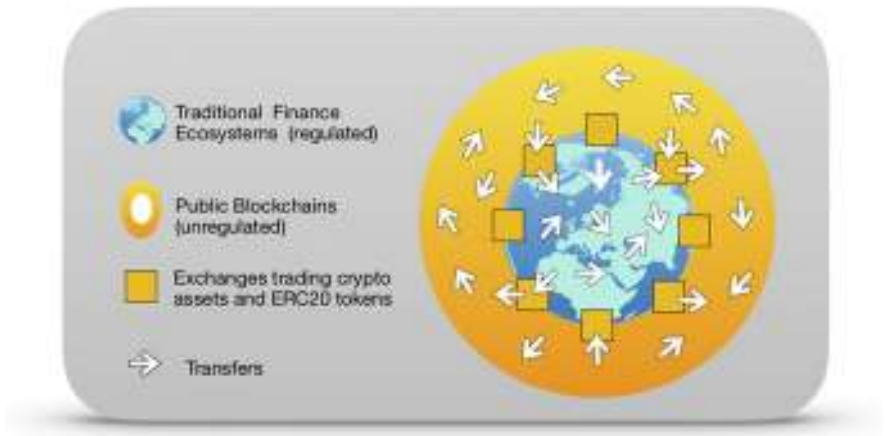 Traditional Finance
Ecosystems (regulated)
Public Blockchains
(unregulated)
Exchanges trading crypto
assets and ERC20 tokens
Transfers